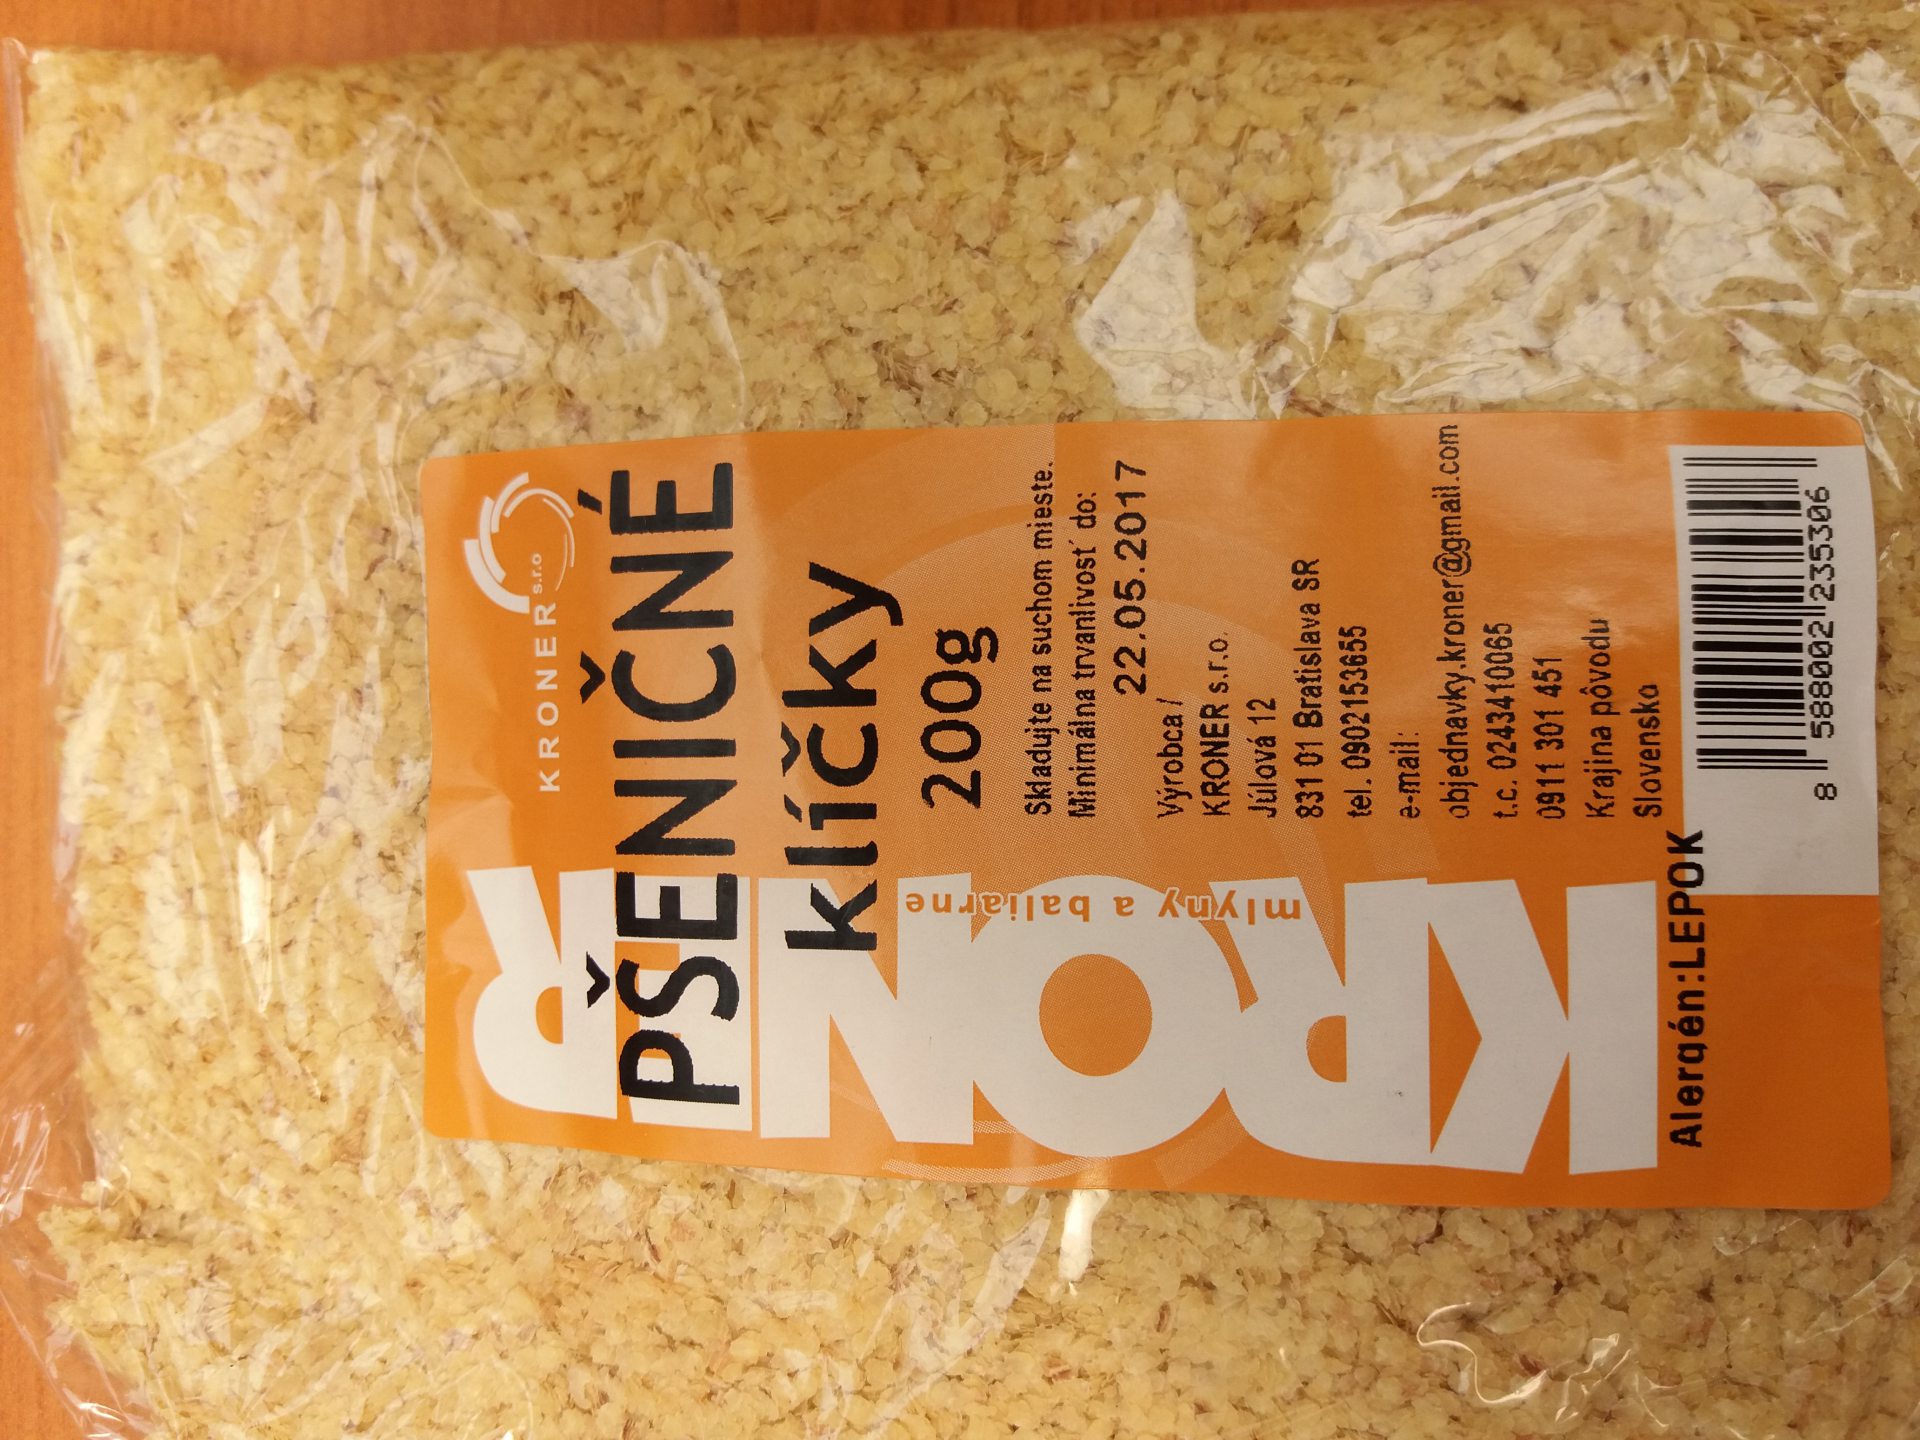 KRONER s.r.o
PŠENIČNÉ
klíčky
200g
Skladujte na suchom mieste.
Minimálna trvanlivosť do:
22.05.2017
Výrobca /
KRONER s.r.o.
Júlová 12
831 01 Bratislava SR
tel. 0902153655
e-mail:
objednavky.kroner@gmail.com
t.c. 0243410065
0911 301 451
Krajina pôvodu
Slovensko
Alergén:LEPOK
8 588002 235306
KRONER
mlyny a baliarne